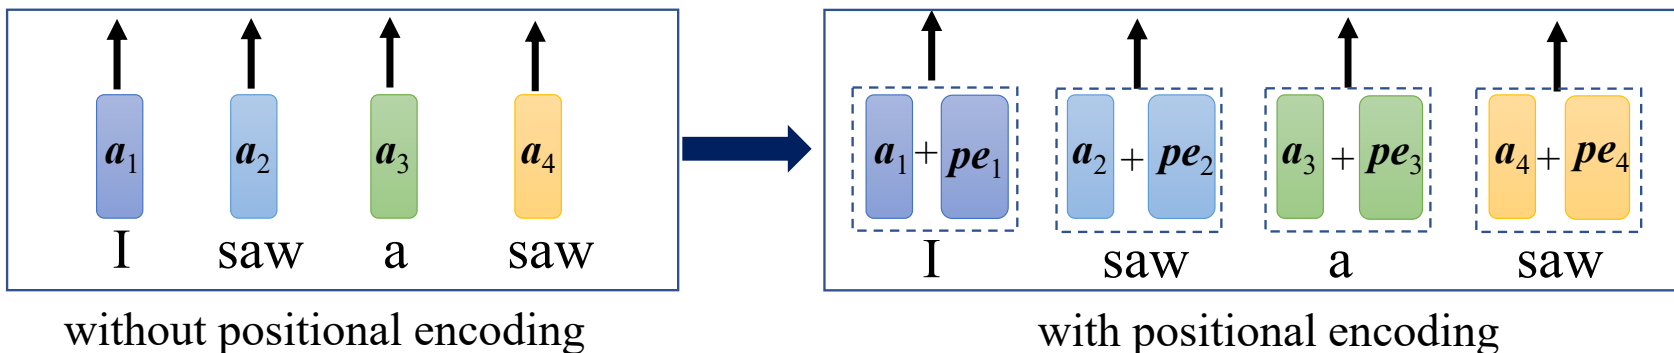 a1 a2 a3 a4
I saw a saw
without positional encoding
a1 + pe1 a2 + pe2 a3 + pe3 a4 + pe4
I saw a saw
with positional encoding